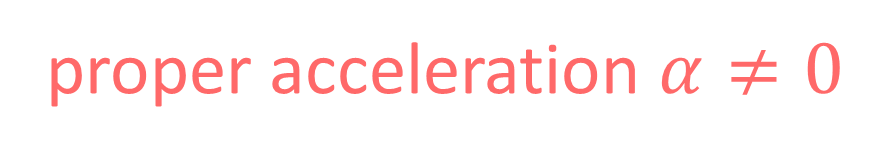 proper acceleration 𝛼 ≠ 0